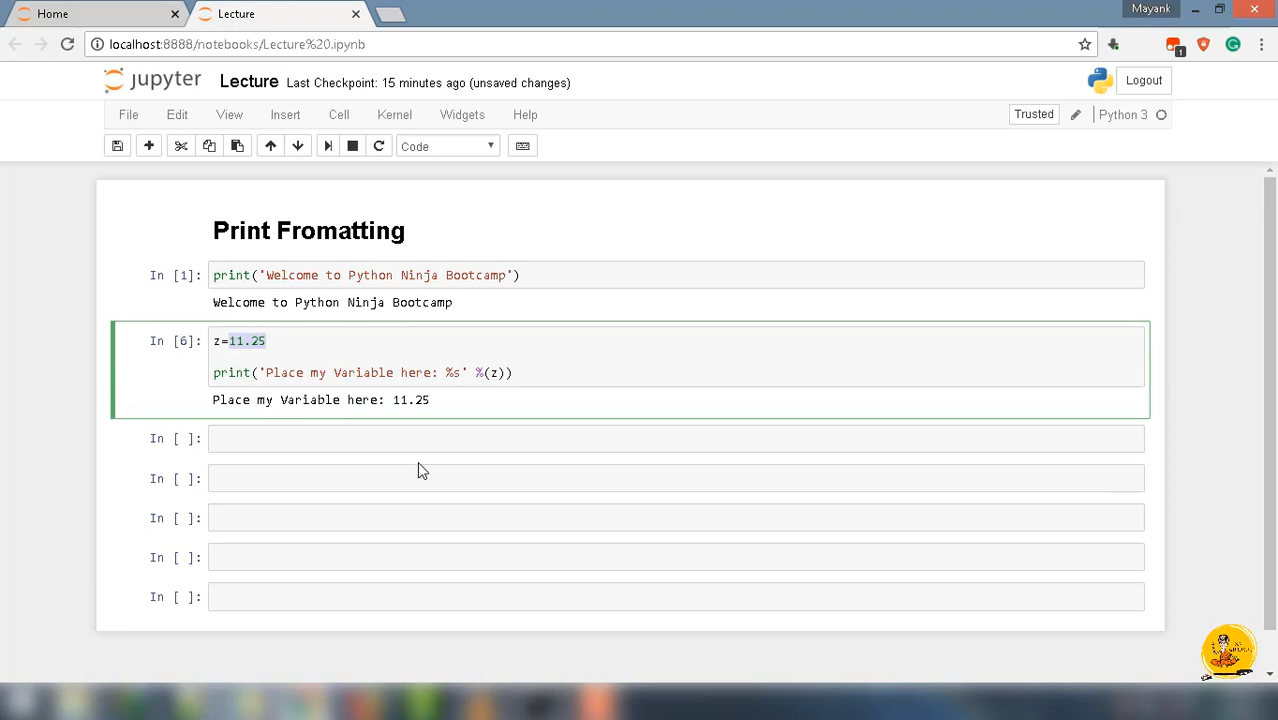 Home
Lecture
Mayank
localhost:8888/notebooks/Lecture%20.ipynb
1
jupyter Lecture Last Checkpoint: 15 minutes ago (unsaved changes)
Logout
File Edit View Insert Cell Kernel Widgets Help
Trusted
Python 3
Code
Print Fromatting
In [1]: print('Welcome to Python Ninja Bootcamp')
Welcome to Python Ninja Bootcamp
In [6]: z=11.25
print('Place my Variable here: %s' %(z))
Place my Variable here: 11.25
In [ ]:
In [ ]:
In [ ]:
In [ ]:
In [ ]: